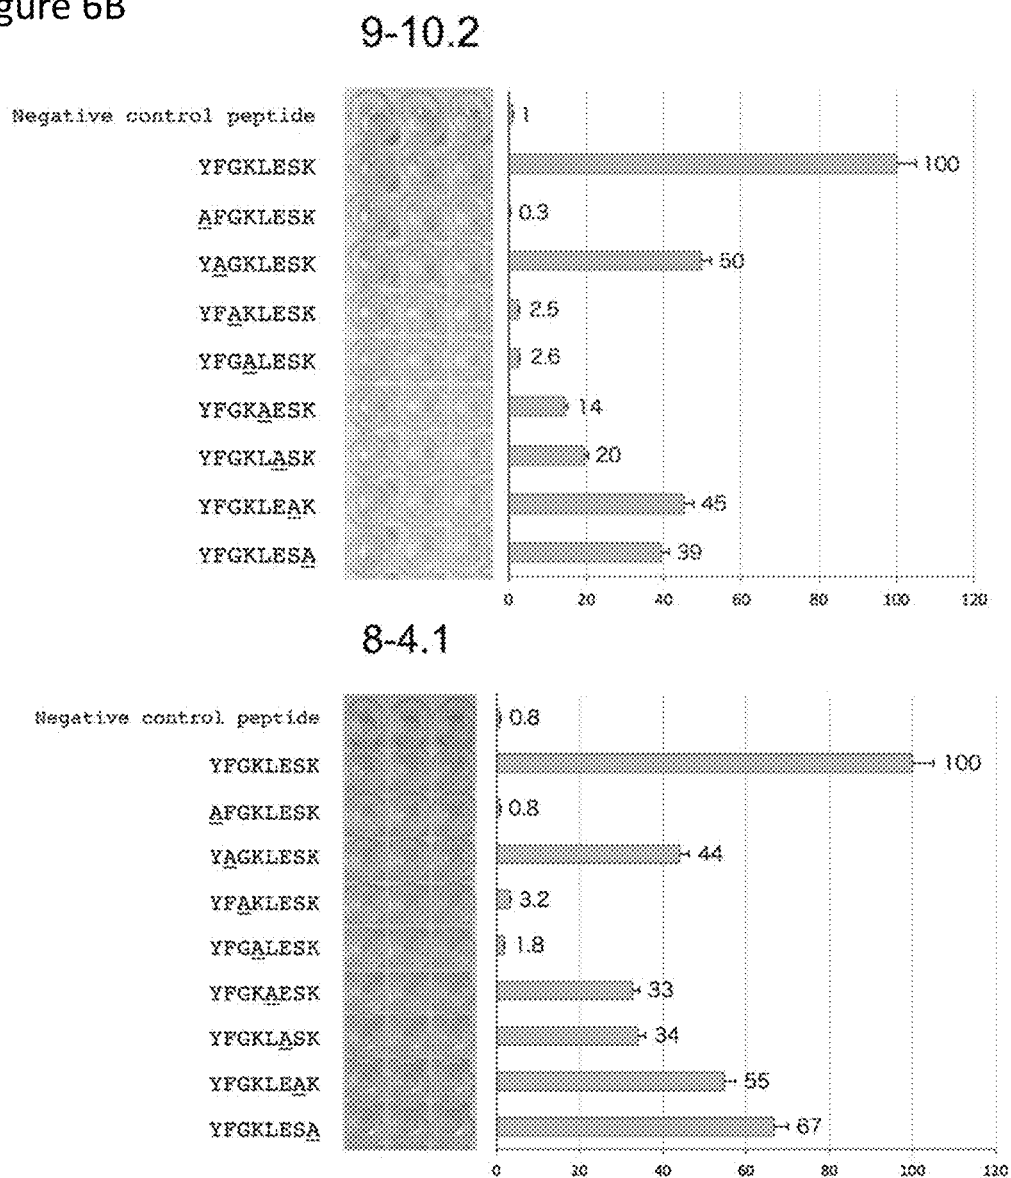 gure 6B
9-10.2
Negative control peptide 1
YFGKLESK 100
AFGKLESK 0.3
YAGKLESK 50
YFAKLESK 2.5
YFGALESK 2.6
YFGKAESK 14
YFGKLASK 20
YFGKLEAK 45
YFGKLESA 39
0 20 40 60 80 100 120
8-4.1
Negative control peptide 0.8
YFGKLESK 100
AFGKLESK 0.8
YAGKLESK 44
YFAKLESK 3.2
YFGALESK 1.8
YFGKAESK 33
YFGKLASK 34
YFGKLEAK 55
YFGKLESA 67
0 20 40 60 80 100 120